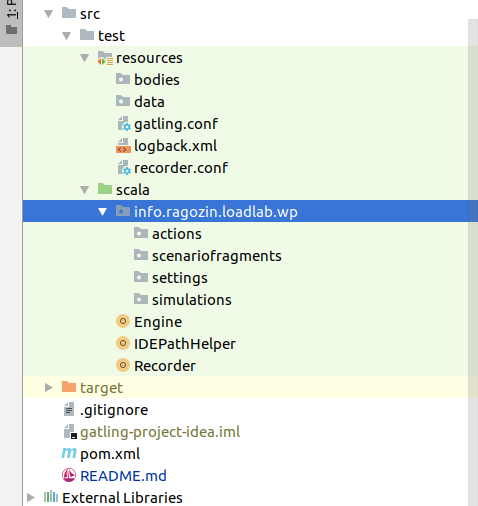 1: P
src
test
resources
bodies
data
gatling.conf
logback.xml
recorder.conf
scala
info.ragozin.loadlab.wp
actions
scenariofragments
settings
simulations
Engine
IDEPathHelper
Recorder
target
.gitignore
gatling-project-idea.iml
pom.xml
README.md
External Libraries